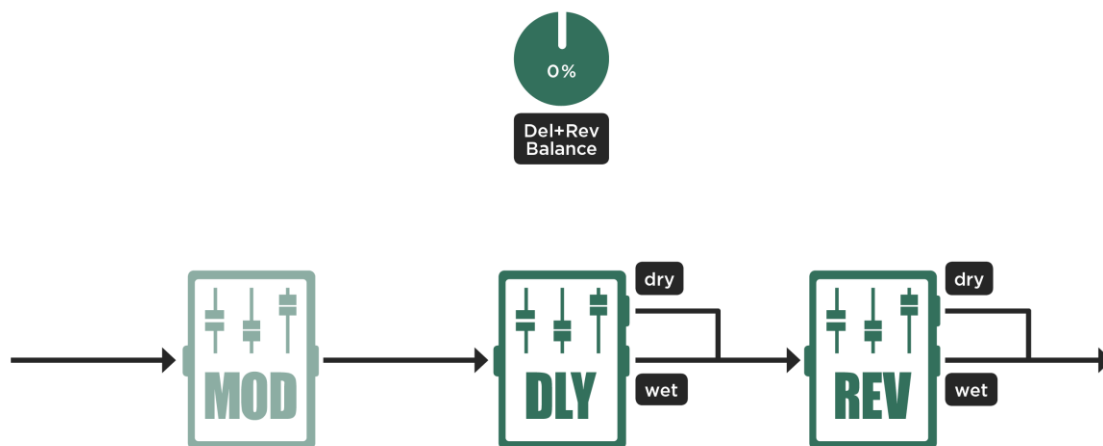 0%
Del+Rev
Balance
dry
dry
MOD
DLY
wet
REV
wet